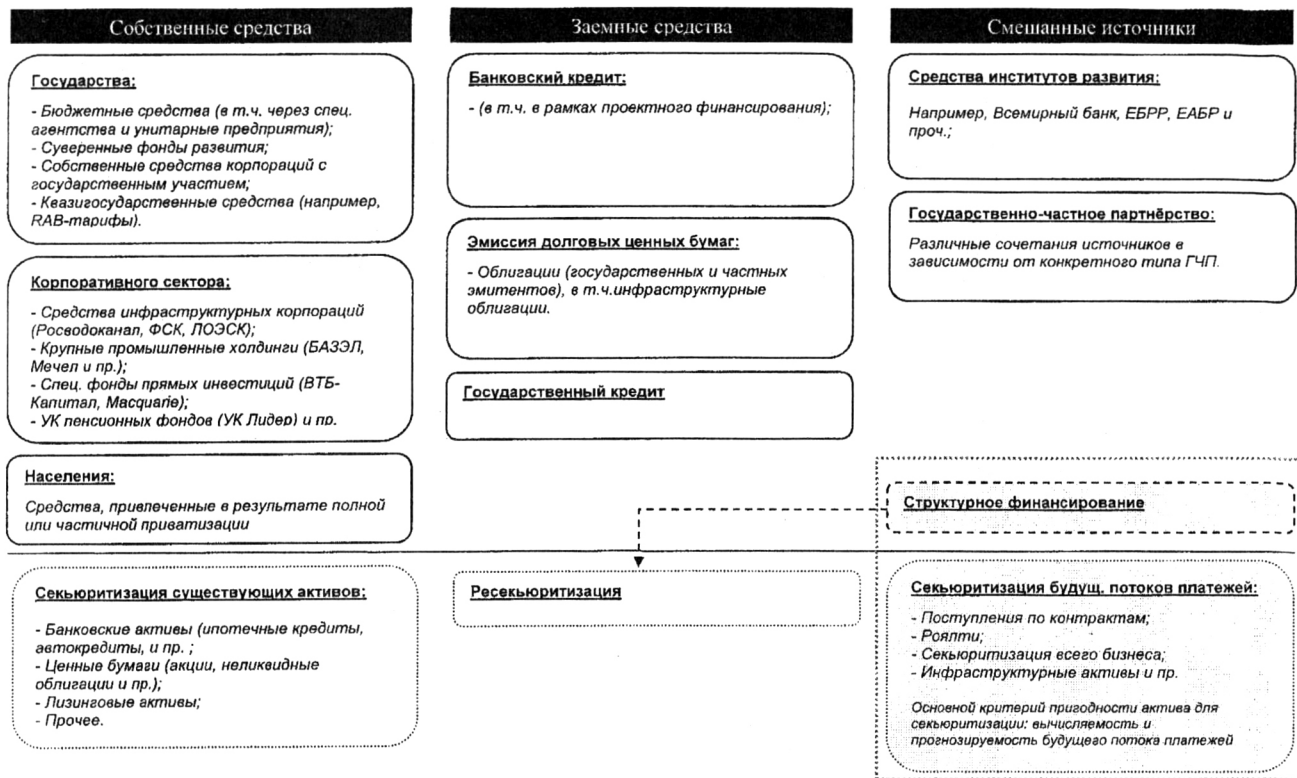 Собственные средства
Государства:
- Бюджетные средства (в т.ч. через спец.
агентства и унитарные предприятия);
- Суверенные фонды развития;
- Собственные средства корпораций с
государственным участием;
- Квазигосударственные средства (например,
RAB-тарифы).
Корпоративного сектора:
- Средства инфраструктурных корпораций
(Росводоканал, ФСК, ЛОЭСК);
- Крупные промышленные холдинги (БАЗЭЛ,
Мечел и пр.);
- Спец. фонды прямых инвестиций (ВТБ-
Капитал, Macquarie);
- УК пенсионных фондов (УК Лидер) и пр.
Населения:
Средства, привлеченные в результате полной
или частичной приватизации
Секьюритизация существующих активов:
- Банковские активы (ипотечные кредиты,
автокредиты, и пр. ;
- Ценные бумаги (акции, неликвидные
облигации и пр.);
- Лизинговые активы;
- Прочее.
Заемные средства
Банковский кредит:
- (в т.ч. в рамках проектного финансирования);
Эмиссия долговых ценных бумаг:
- Облигации (государственных и частных
эмитентов), в т.ч.инфраструктурные
облигации.
Государственный кредит
Ресекьюритизация
Смешанные источники
Средства институтов развития:
Например, Всемирный банк, ЕБРР, ЕАБР и
проч.;
Государственно-частное партнёрство:
Различные сочетания источников в
зависимости от конкретного типа ГЧП.
Структурное финансирование
Секьюритизация будущ. потоков платежей:
- Поступления по контрактам;
- Роялти;
- Секьюритизация всего бизнеса;
- Инфраструктурные активы и пр.
Основной критерий пригодности актива для
секьюритизации: вычисляемость и
прогнозируемость будущего потока платежей